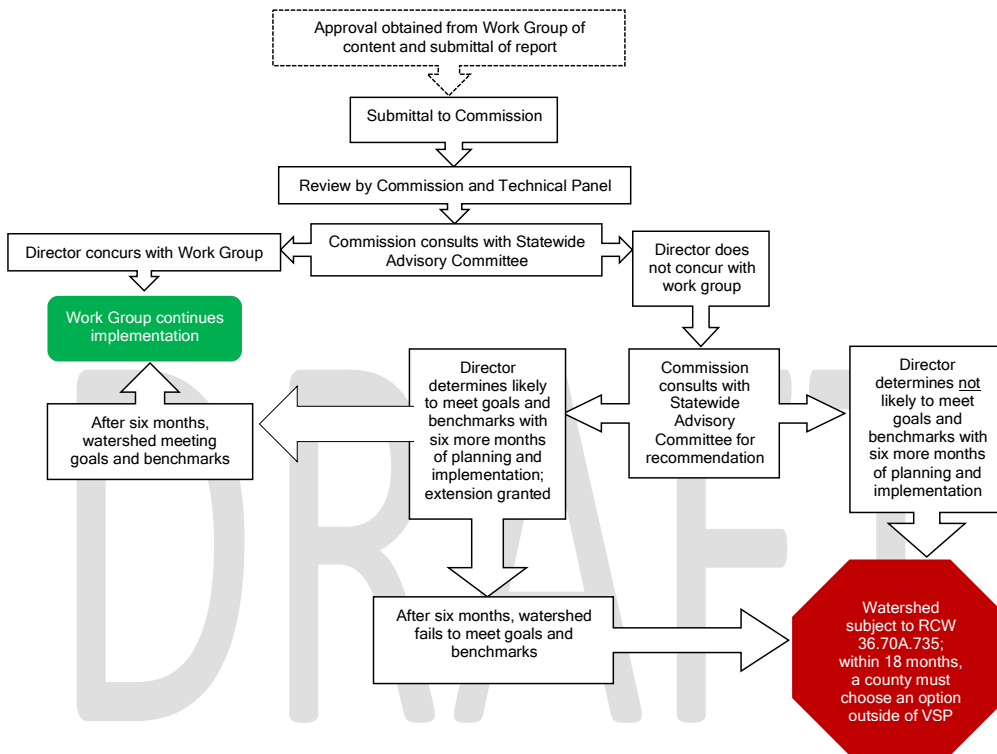 Approval obtained from Work Group of
content and submittal of report
Submittal to Commission
Review by Commission and Technical Panel
Commission consults with Statewide
Advisory Committee
Director concurs with Work Group
Director does
not concur with
work group
Work Group continues
implementation
Director
determines likely
to meet goals and
benchmarks with
six more months
of planning and
implementation;
extension granted
Commission
consults with
Statewide
Advisory
Committee for
recommendation
Director
determines not
likely to meet
goals and
benchmarks with
six more months
of planning and
implementation
After six months,
watershed meeting
goals and benchmarks
After six months, watershed
fails to meet goals and
benchmarks
Watershed
subject to RCW
36.70A.735;
within 18 months,
a county must
choose an option
outside of VSP
DRAFT